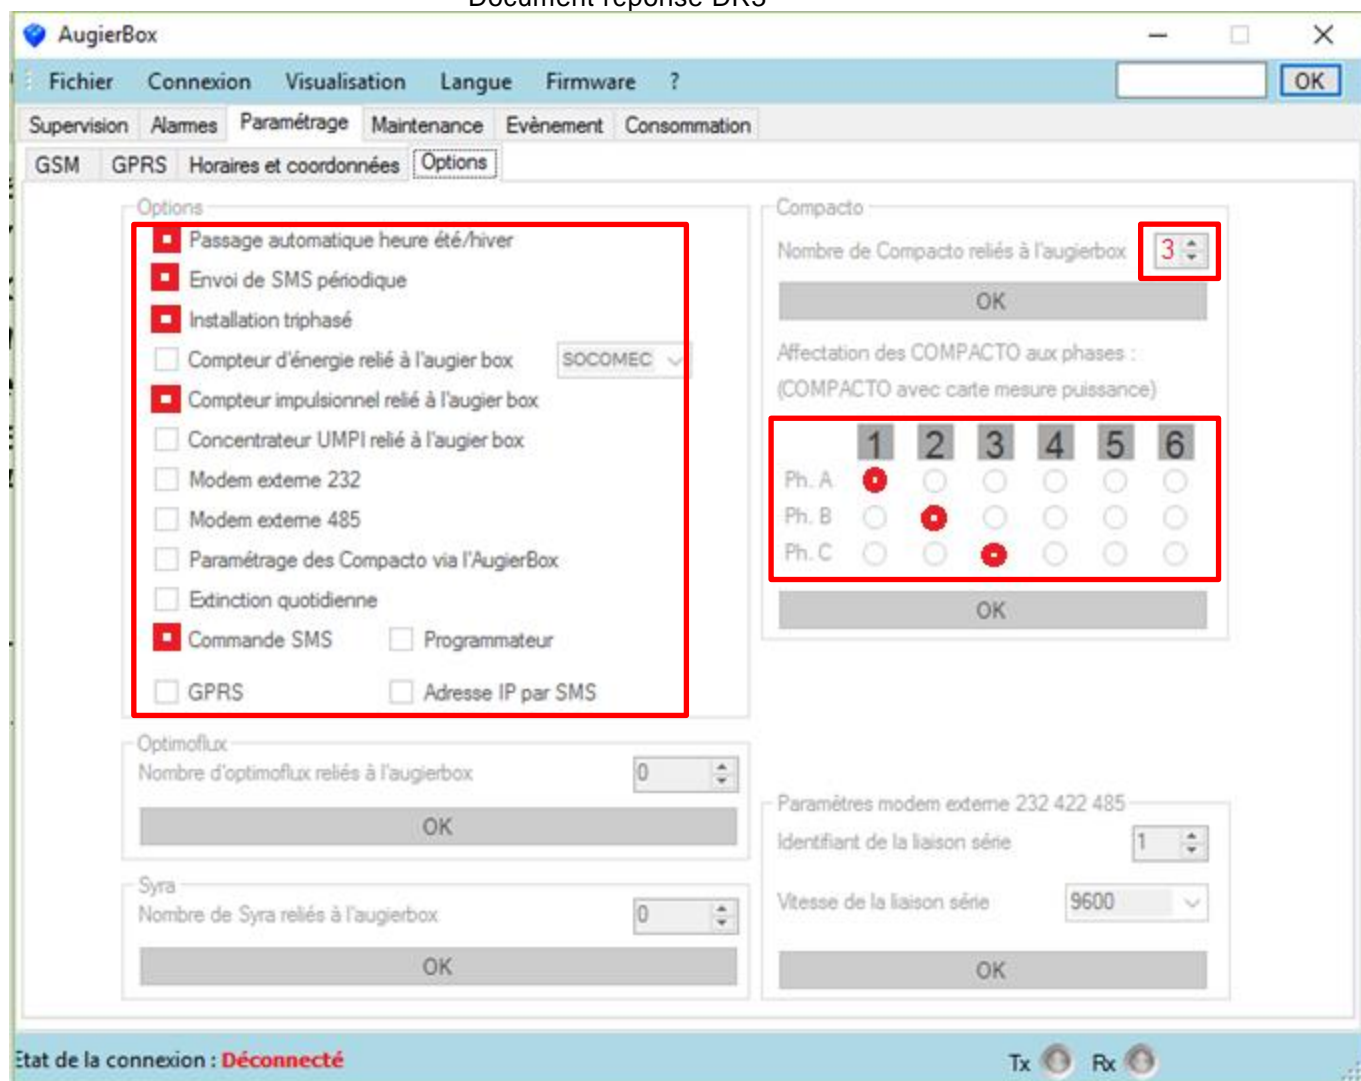 Document réponse DR3
AugierBox
Fichier Connexion Visualisation Langue Firmware ? OK
Supervision Alarmes Paramétrage Maintenance Evènement Consommation
GSM GPRS Horaires et coordonnées Options
Options
Passage automatique heure été/hiver
Envoi de SMS périodique
Installation triphasé
Compteur d'énergie relié à l'augier box SOCOMEC
Compteur impulsionnel relié à l'augier box
Concentrateur UMPI relié à l'augier box
Modem externe 232
Modem externe 485
Paramétrage des Compacto via l'AugierBox
Extinction quotidienne
Commande SMS Programmateur
GPRS Adresse IP par SMS
Compacto
Nombre de Compacto reliés à l'augierbox 3
OK
Affectation des COMPACTO aux phases :
(COMPACTO avec carte mesure puissance)
1 2 3 4 5 6
Ph. A
Ph. B
Ph. C
OK
Optimoflux
Nombre d'optimoflux reliés à l'augierbox 0
OK
Syra
Nombre de Syra reliés à l'augierbox 0
OK
Paramètres modem externe 232 422 485
Identifiant de la liaison série 1
Vitesse de la liaison série 9600
OK
Etat de la connexion : Déconnecté Tx Rx